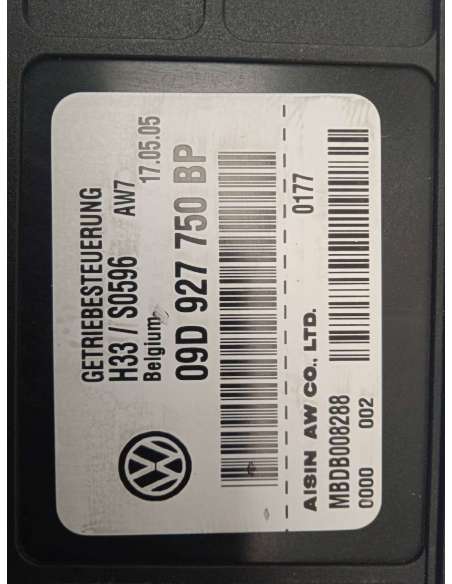 GETRIEBESTEUERUNG
H33 / S0596 AW7
Belgium 17.05.05
09D 927 750 BP
0177
AISIN AW CO., LTD.
MBDB008288
0000 002